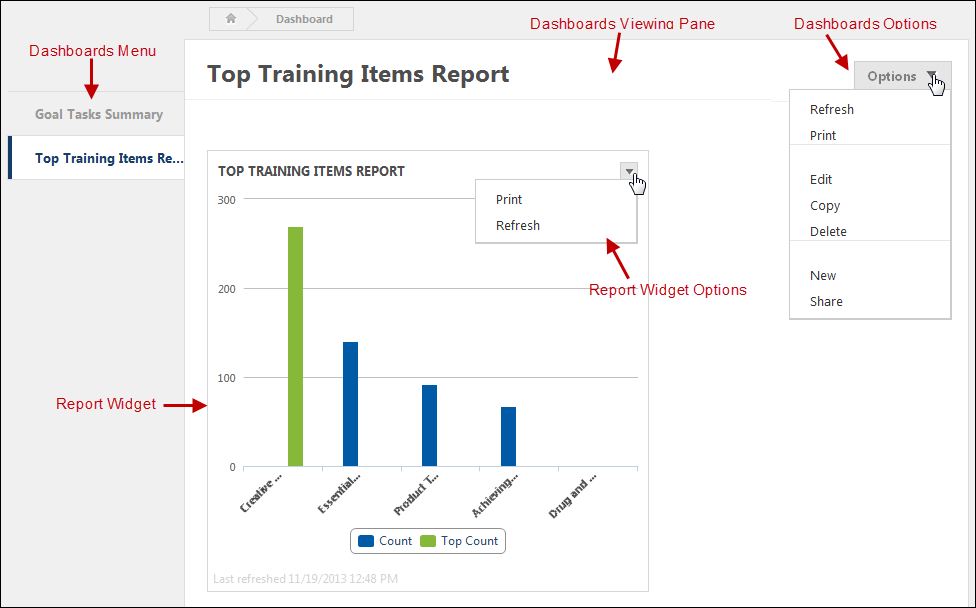 Dashboard
Dashboards Viewing Pane
Dashboards Options
Dashboards Menu
Top Training Items Report
Options
Goal Tasks Summary
Top Training Items Re...
Refresh
Print
Edit
Copy
Delete
New
Share
TOP TRAINING ITEMS REPORT
Print
Refresh
Report Widget Options
Report Widget
300
200
100
0
Creative ...
Essential...
Product T...
Achieving...
Drug and ...
Count
Top Count
Last refreshed 11/19/2013 12:48 PM